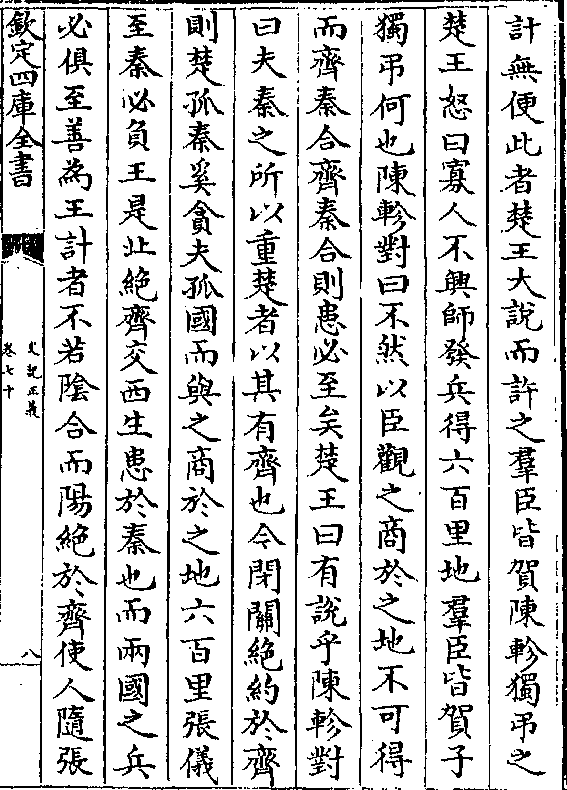 計無便此者楚王大說而許之羣臣皆賀陳軫獨弔之
楚王怒曰寡人不興師發兵得六百里地羣臣皆賀子
獨弔何也陳軫對曰不然以臣觀之商於之地不可得
而齊秦合齊秦合則患必至矣楚王曰有說乎陳軫對
曰夫秦之所以重楚者以其有齊也今閉關絶約於齊
則楚孤秦奚貪夫孤國而與之商於之地六百里張儀
至秦必負王是北絶齊交西生患於秦也而兩國之兵
必俱至善為王計者不若陰合而陽絶於齊使人隨張
欽定四庫全書
史記正義
卷七十
八